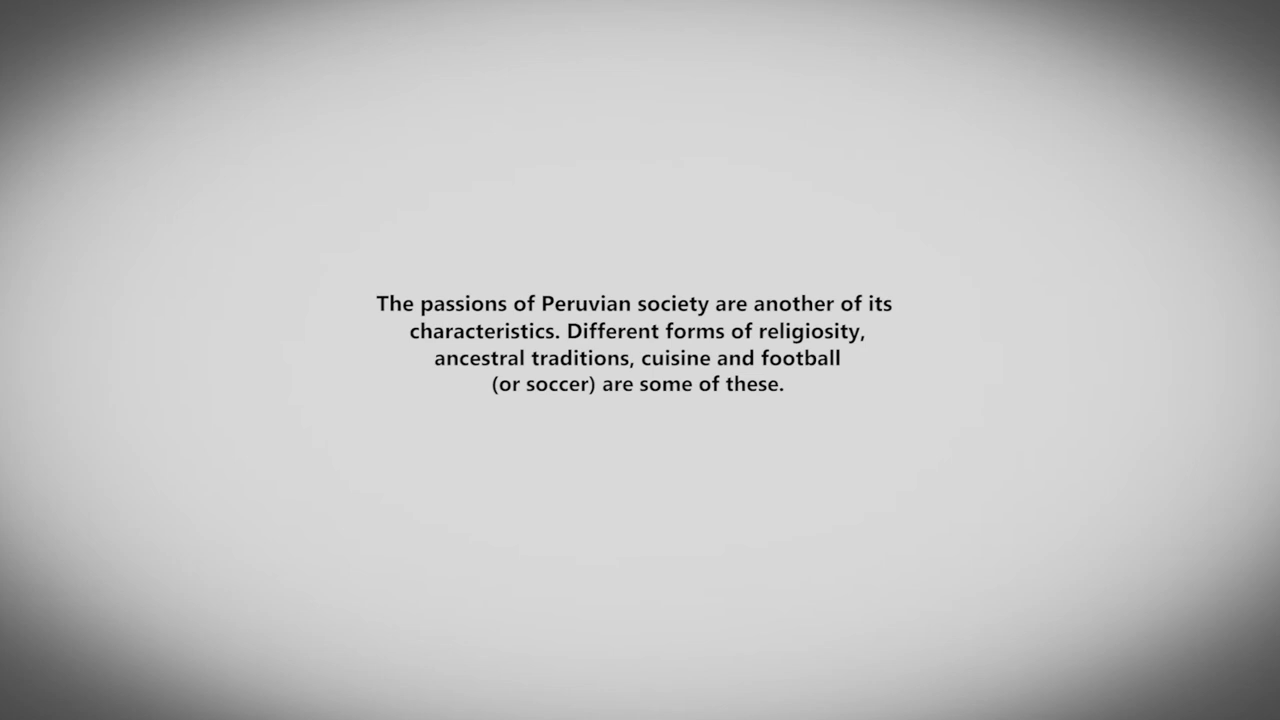 The passions of Peruvian society are another of its
characteristics. Different forms of religiosity,
ancestral traditions, cuisine and football
(or soccer) are some of these.